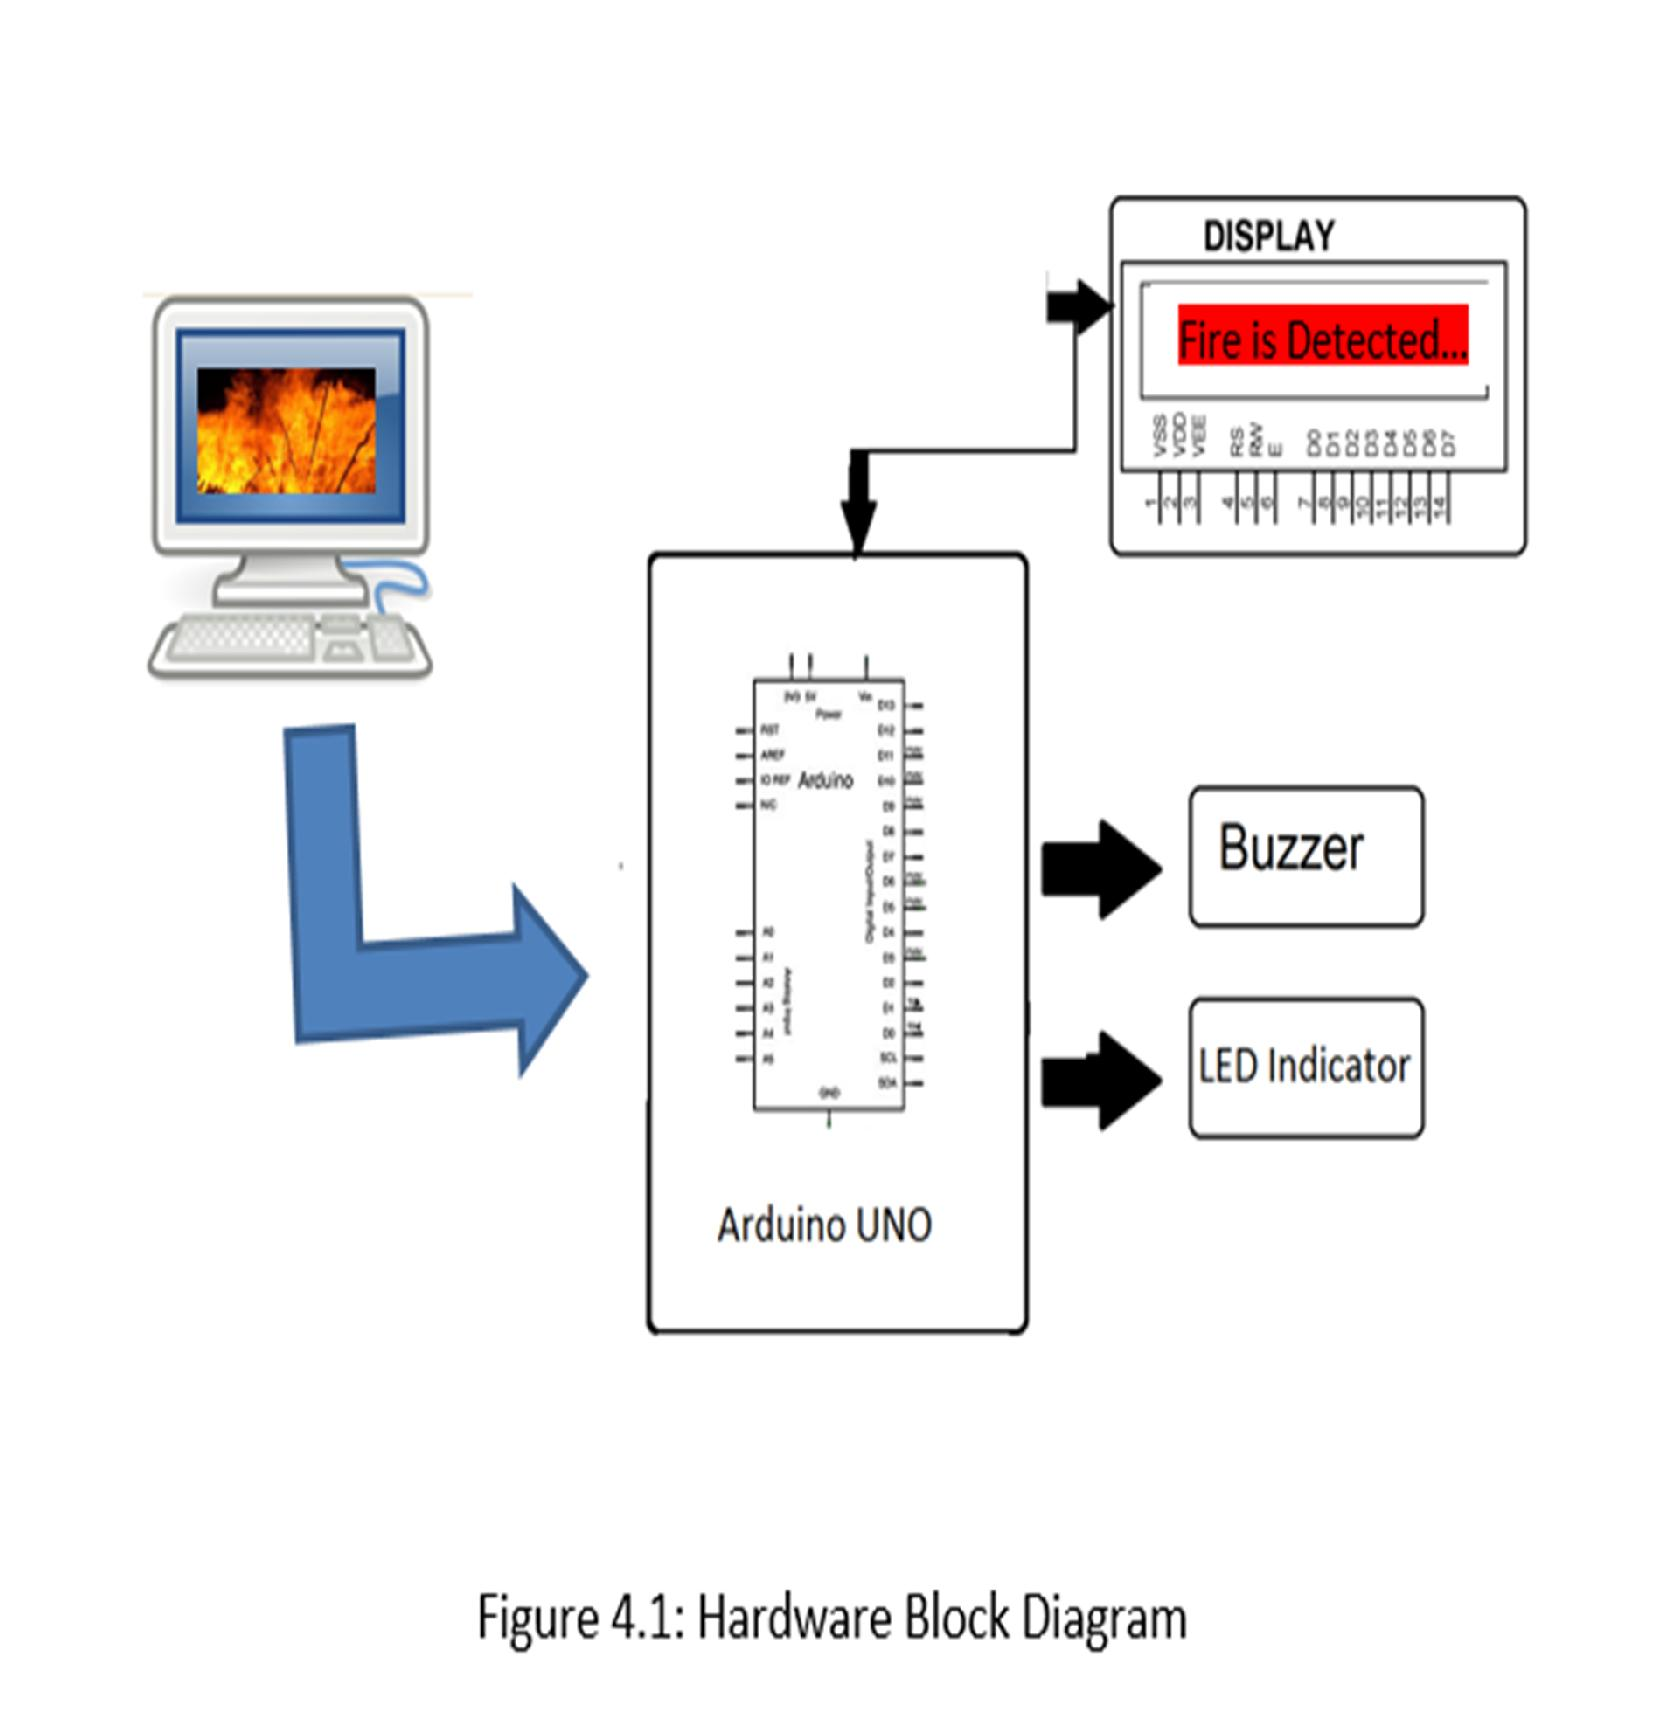 DISPLAY
Fire is Detected...
VSS VDD VEE RS RW E D0 D1 D2 D3 D4 D5 D6 D7
1 2 3 4 5 6 7 8 9 10 11 12 13 14
3V3 5V Vin
Power
D13
RST D12
AREF D11
IO REF Arduino D10
N/C D9
D8
D7
D6
D5
Digital Input/Output
A0 D4
A1 D3
A2 D2
A3 D1
A4 D0
A5 SCL
SDA
Analog Input
GND
Arduino UNO
Buzzer
LED Indicator
Figure 4.1: Hardware Block Diagram